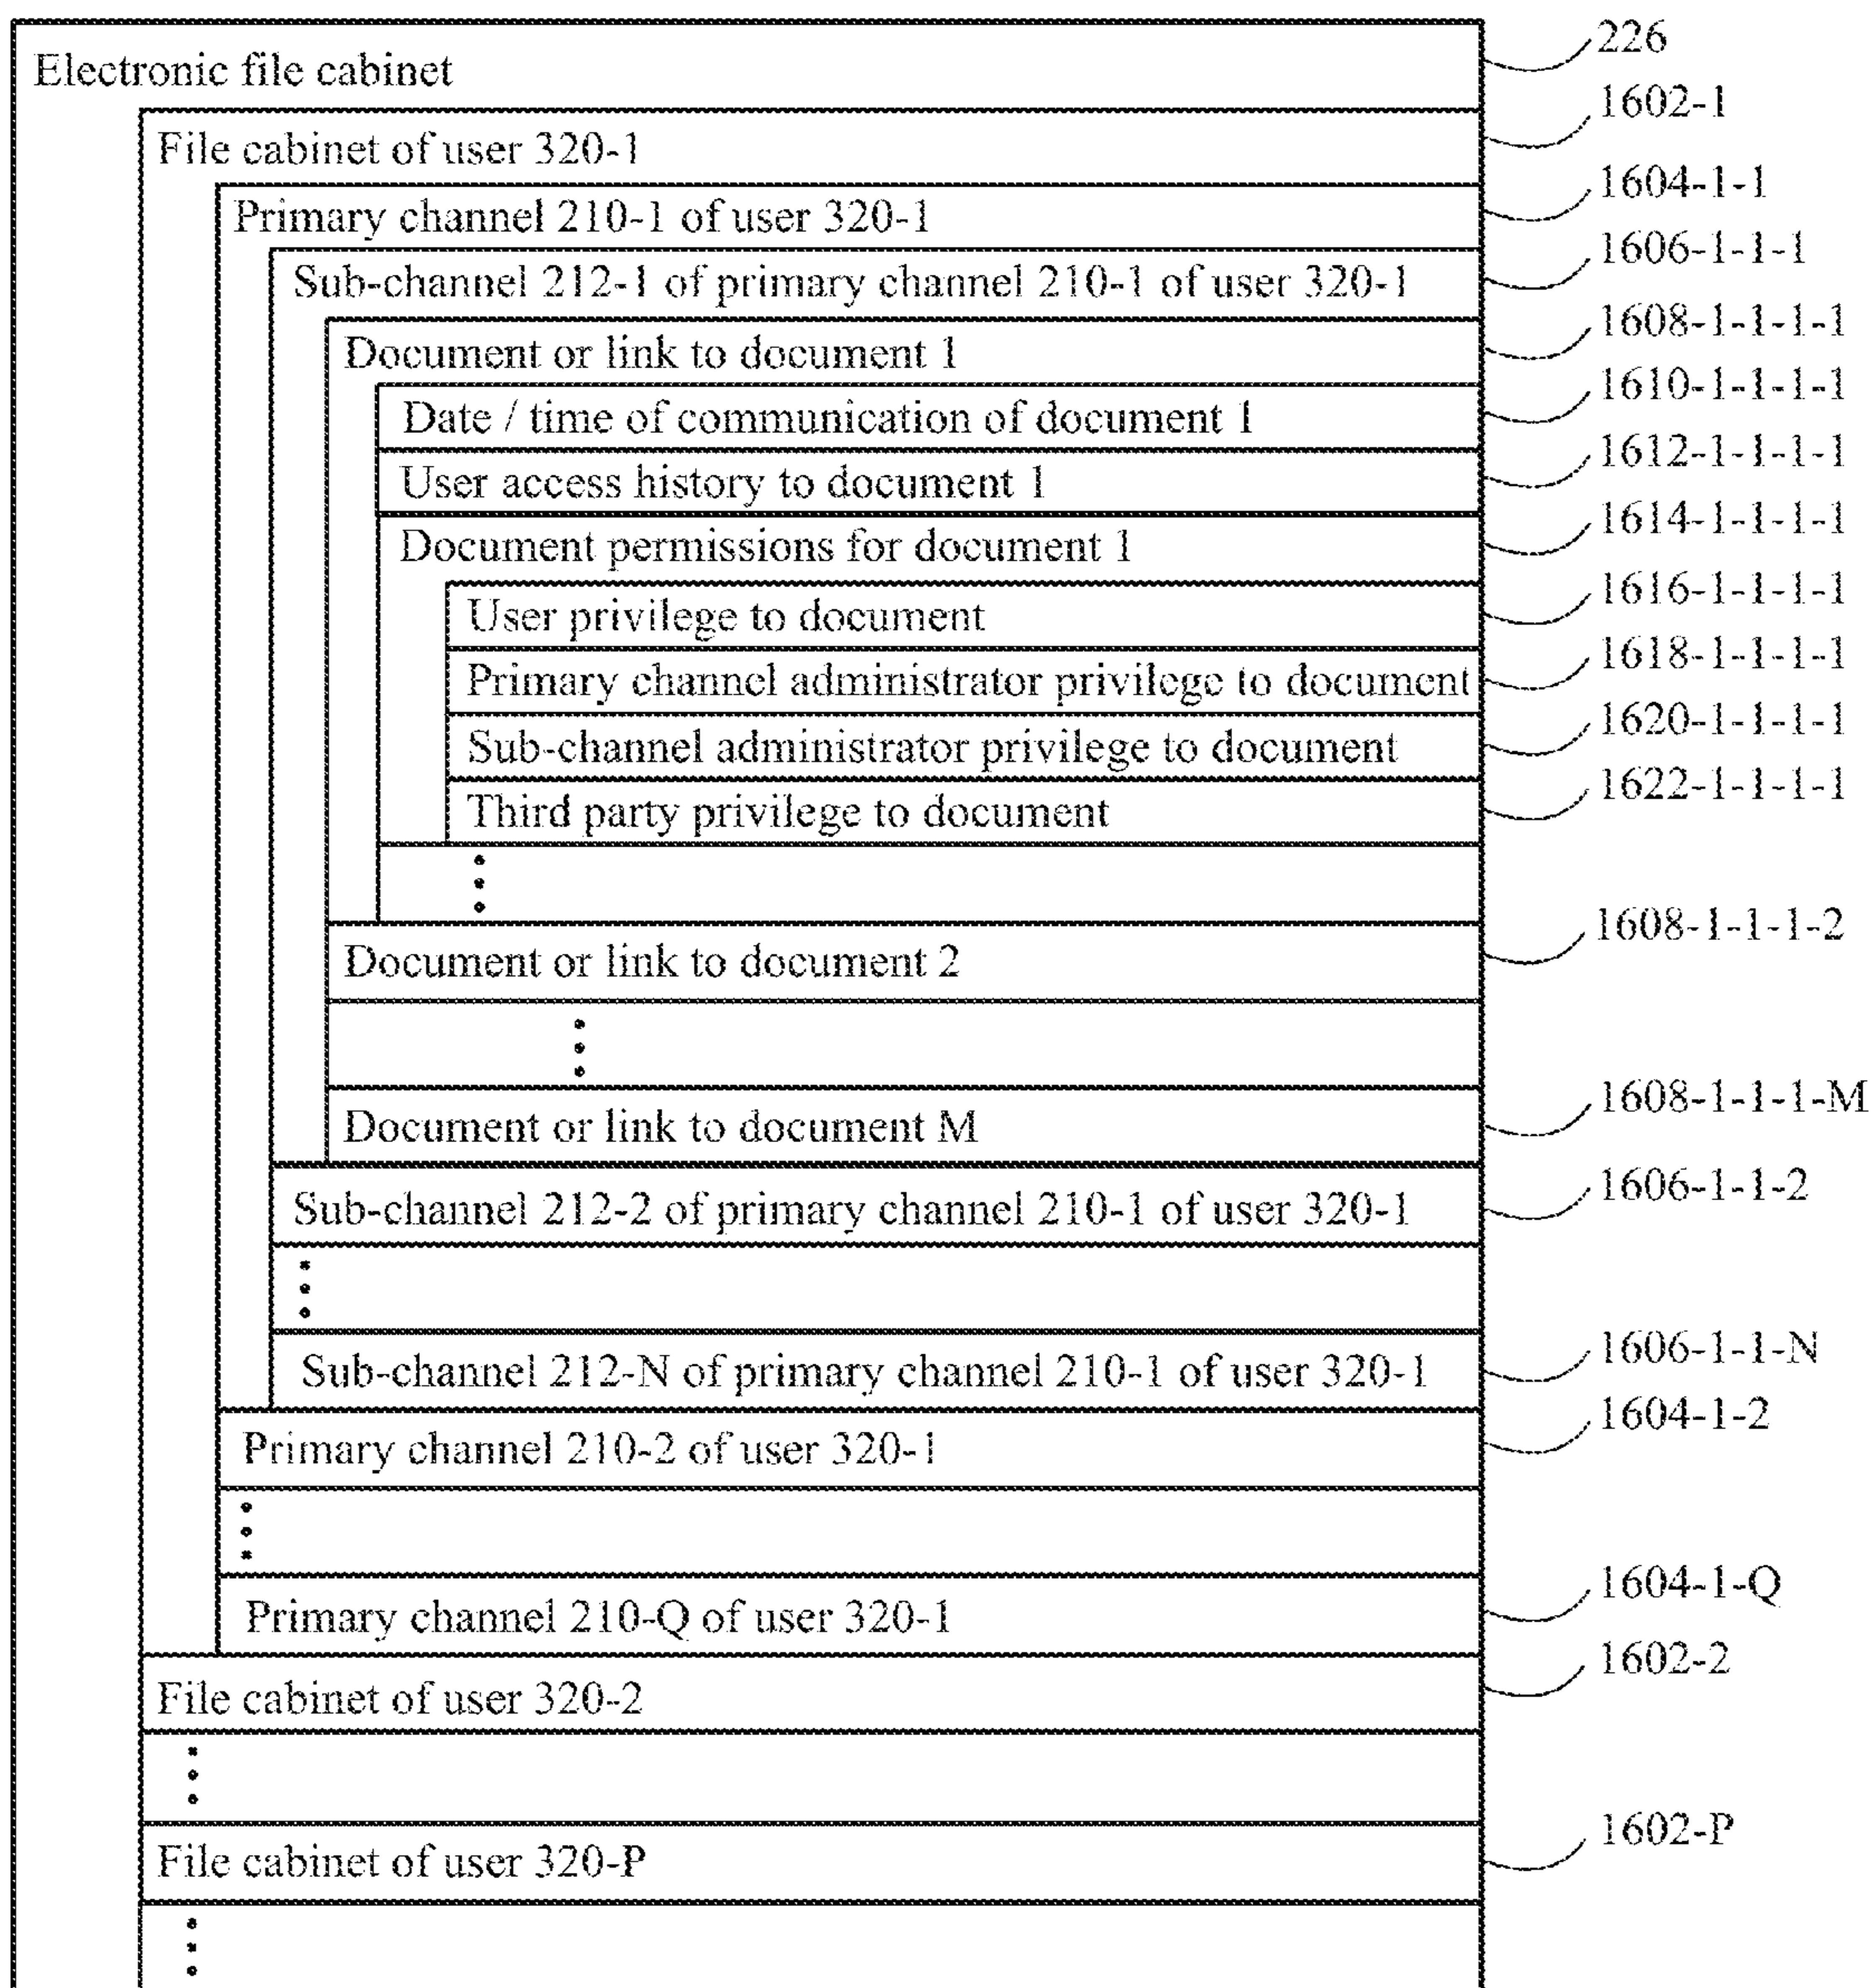 Electronic file cabinet 226
File cabinet of user 320-1 1602-1
Primary channel 210-1 of user 320-1 1604-1-1
Sub-channel 212-1 of primary channel 210-1 of user 320-1 1606-1-1-1
Document or link to document 1 1608-1-1-1-1
Date / time of communication of document 1 1610-1-1-1-1
User access history to document 1 1612-1-1-1-1
Document permissions for document 1 1614-1-1-1-1
User privilege to document 1616-1-1-1-1
Primary channel administrator privilege to document 1618-1-1-1-1
Sub-channel administrator privilege to document 1620-1-1-1-1
Third party privilege to document 1622-1-1-1-1
Document or link to document 2 1608-1-1-1-2
Document or link to document M 1608-1-1-1-M
Sub-channel 212-2 of primary channel 210-1 of user 320-1 1606-1-1-2
Sub-channel 212-N of primary channel 210-1 of user 320-1 1606-1-1-N
Primary channel 210-2 of user 320-1 1604-1-2
Primary channel 210-Q of user 320-1 1604-1-Q
File cabinet of user 320-2 1602-2
File cabinet of user 320-P 1602-P